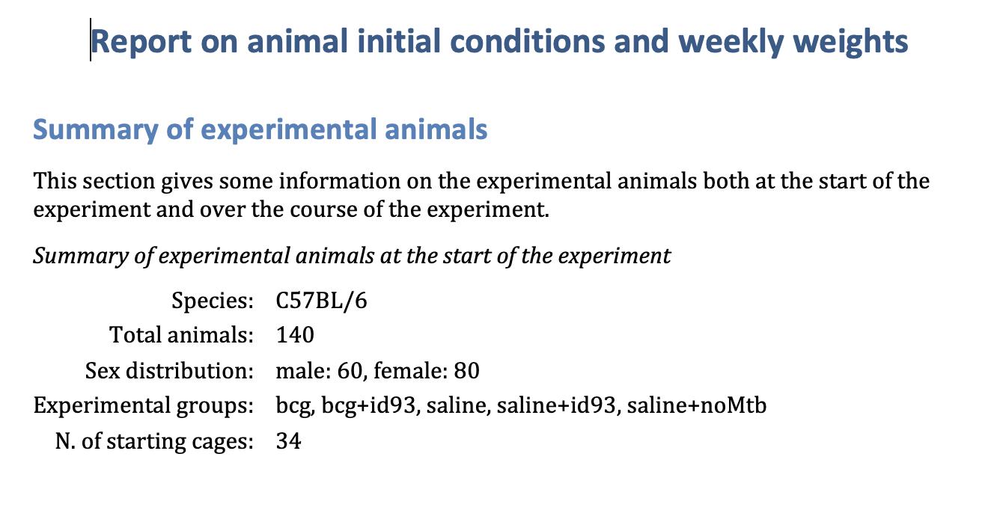 Report on animal initial conditions and weekly weights
Summary of experimental animals
This section gives some information on the experimental animals both at the start of the
experiment and over the course of the experiment.
Summary of experimental animals at the start of the experiment
Species: C57BL/6
Total animals: 140
Sex distribution: male: 60, female: 80
Experimental groups: bcg, bcg+id93, saline, saline+id93, saline+noMtb
N. of starting cages: 34